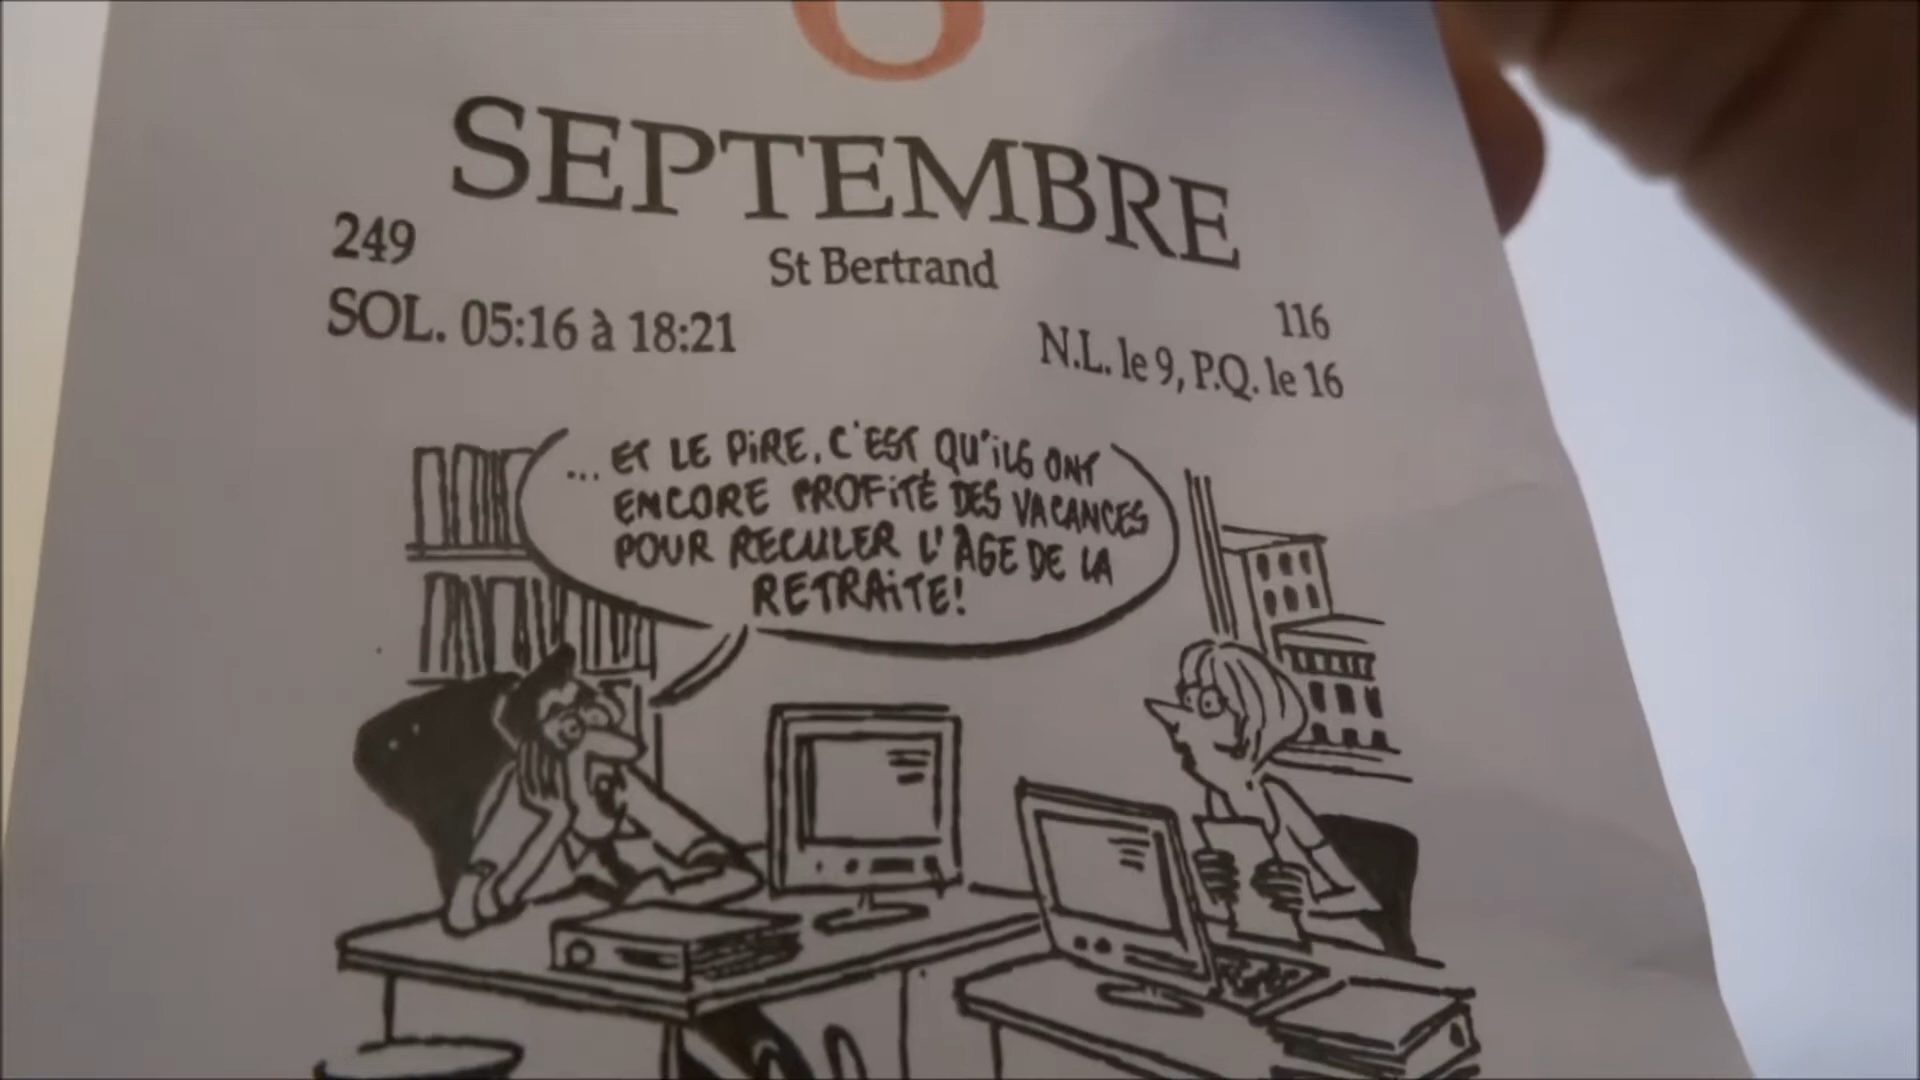 SEPTEMBRE
249
St Bertrand
116
SOL. 05:16 à 18:21
N.L. le 9, P.Q. le 16
... ET LE PIRE, C'EST QU'ILS ONT
ENCORE PROFITÉ DES VACANCES
POUR RECULER L'ÂGE DE LA
RETRAITE!